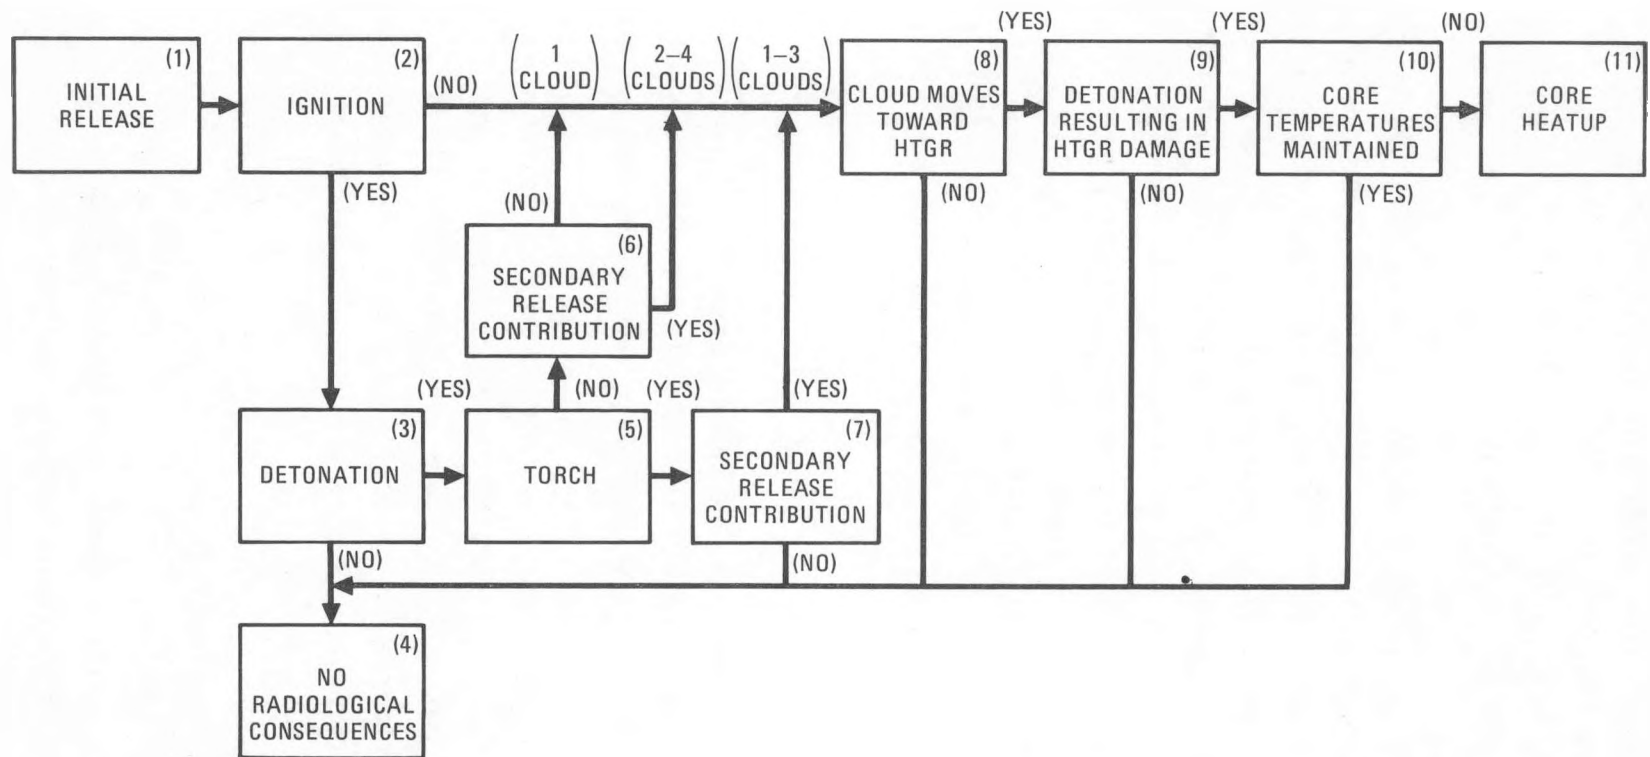 (1)
INITIAL
RELEASE
(2)
IGNITION
(NO)
(YES)
(1
CLOUD)
(2–4
CLOUDS)
(1–3
CLOUDS)
(8)
CLOUD MOVES
TOWARD
HTGR
(YES)
(NO)
(9)
DETONATION
RESULTING IN
HTGR DAMAGE
(YES)
(NO)
(10)
CORE
TEMPERATURES
MAINTAINED
(NO)
(YES)
(11)
CORE
HEATUP
(NO)
(6)
SECONDARY
RELEASE
CONTRIBUTION
(YES)
(3)
DETONATION
(YES)
(NO)
(5)
TORCH
(NO)
(YES)
(7)
SECONDARY
RELEASE
CONTRIBUTION
(YES)
(NO)
(4)
NO
RADIOLOGICAL
CONSEQUENCES